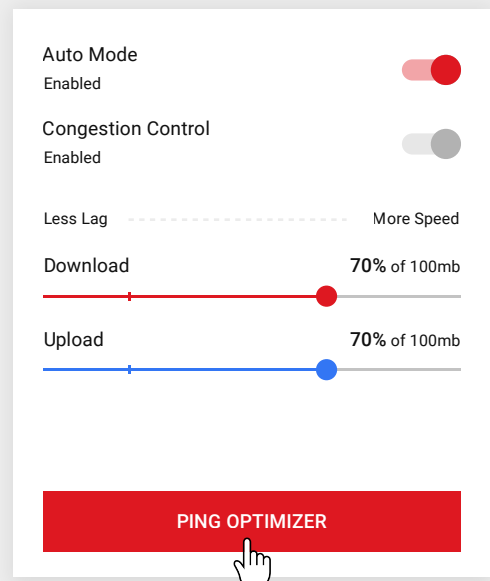 Auto Mode
Enabled
Congestion Control
Enabled
Less Lag More Speed
Download 70% of 100mb
Upload 70% of 100mb
PING OPTIMIZER